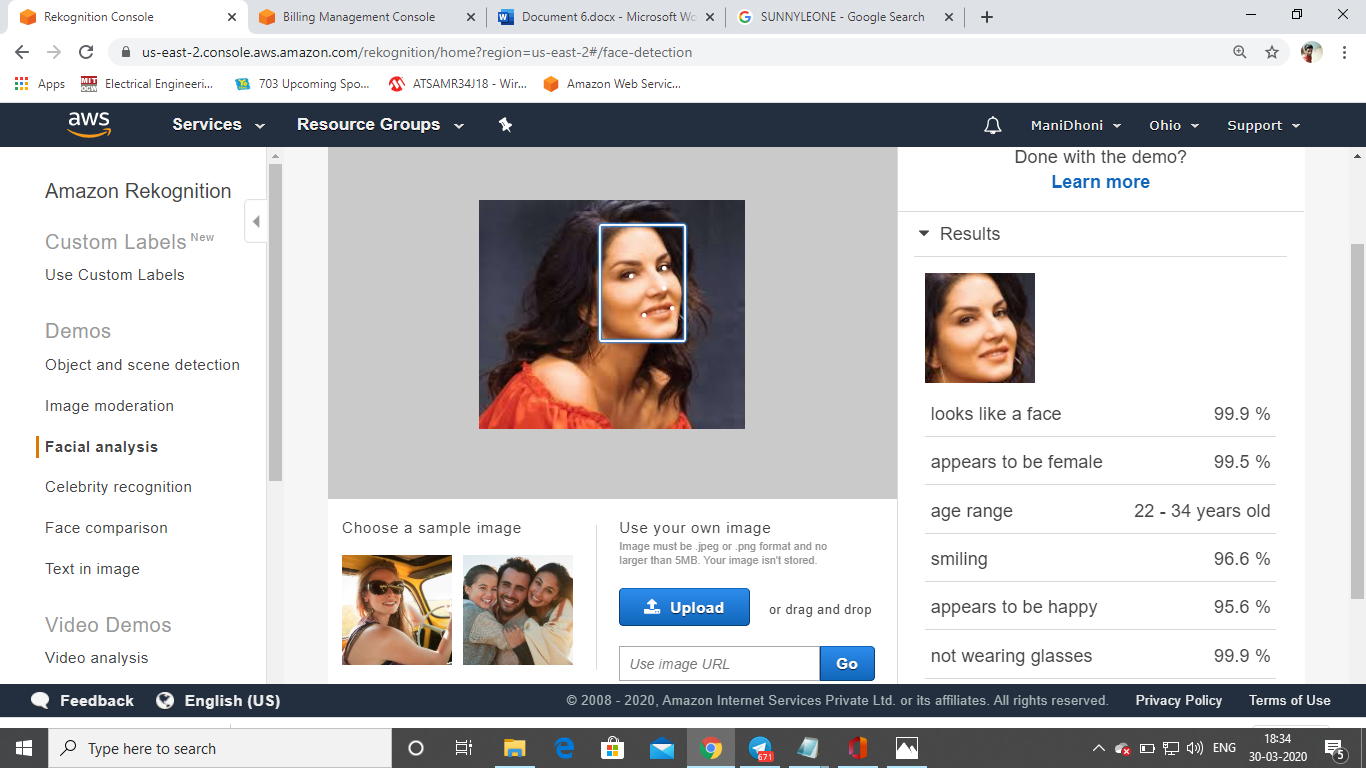 Rekognition Console
Billing Management Console
Document 6.docx - Microsoft Wo
SUNNYLEONE - Google Search
us-east-2.console.aws.amazon.com/rekognition/home?region=us-east-2#/face-detection
Apps
MIT OCW
Electrical Engineeri...
703 Upcoming Spo...
ATSAMR34J18 - Wir...
Amazon Web Servic...
aws
Services
Resource Groups
ManiDhoni
Ohio
Support
Amazon Rekognition
Custom Labels New
Use Custom Labels
Demos
Object and scene detection
Image moderation
Facial analysis
Celebrity recognition
Face comparison
Text in image
Video Demos
Video analysis
Choose a sample image
Use your own image
Image must be .jpeg or .png format and no
larger than 5MB. Your image isn't stored.
Upload
or drag and drop
Use image URL
Go
Done with the demo?
Learn more
Results
looks like a face 99.9 %
appears to be female 99.5 %
age range 22 - 34 years old
smiling 96.6 %
appears to be happy 95.6 %
not wearing glasses 99.9 %
Feedback
English (US)
© 2008 - 2020, Amazon Internet Services Private Ltd. or its affiliates. All rights reserved.
Privacy Policy
Terms of Use
Type here to search
671
ENG
18:34
30-03-2020
5